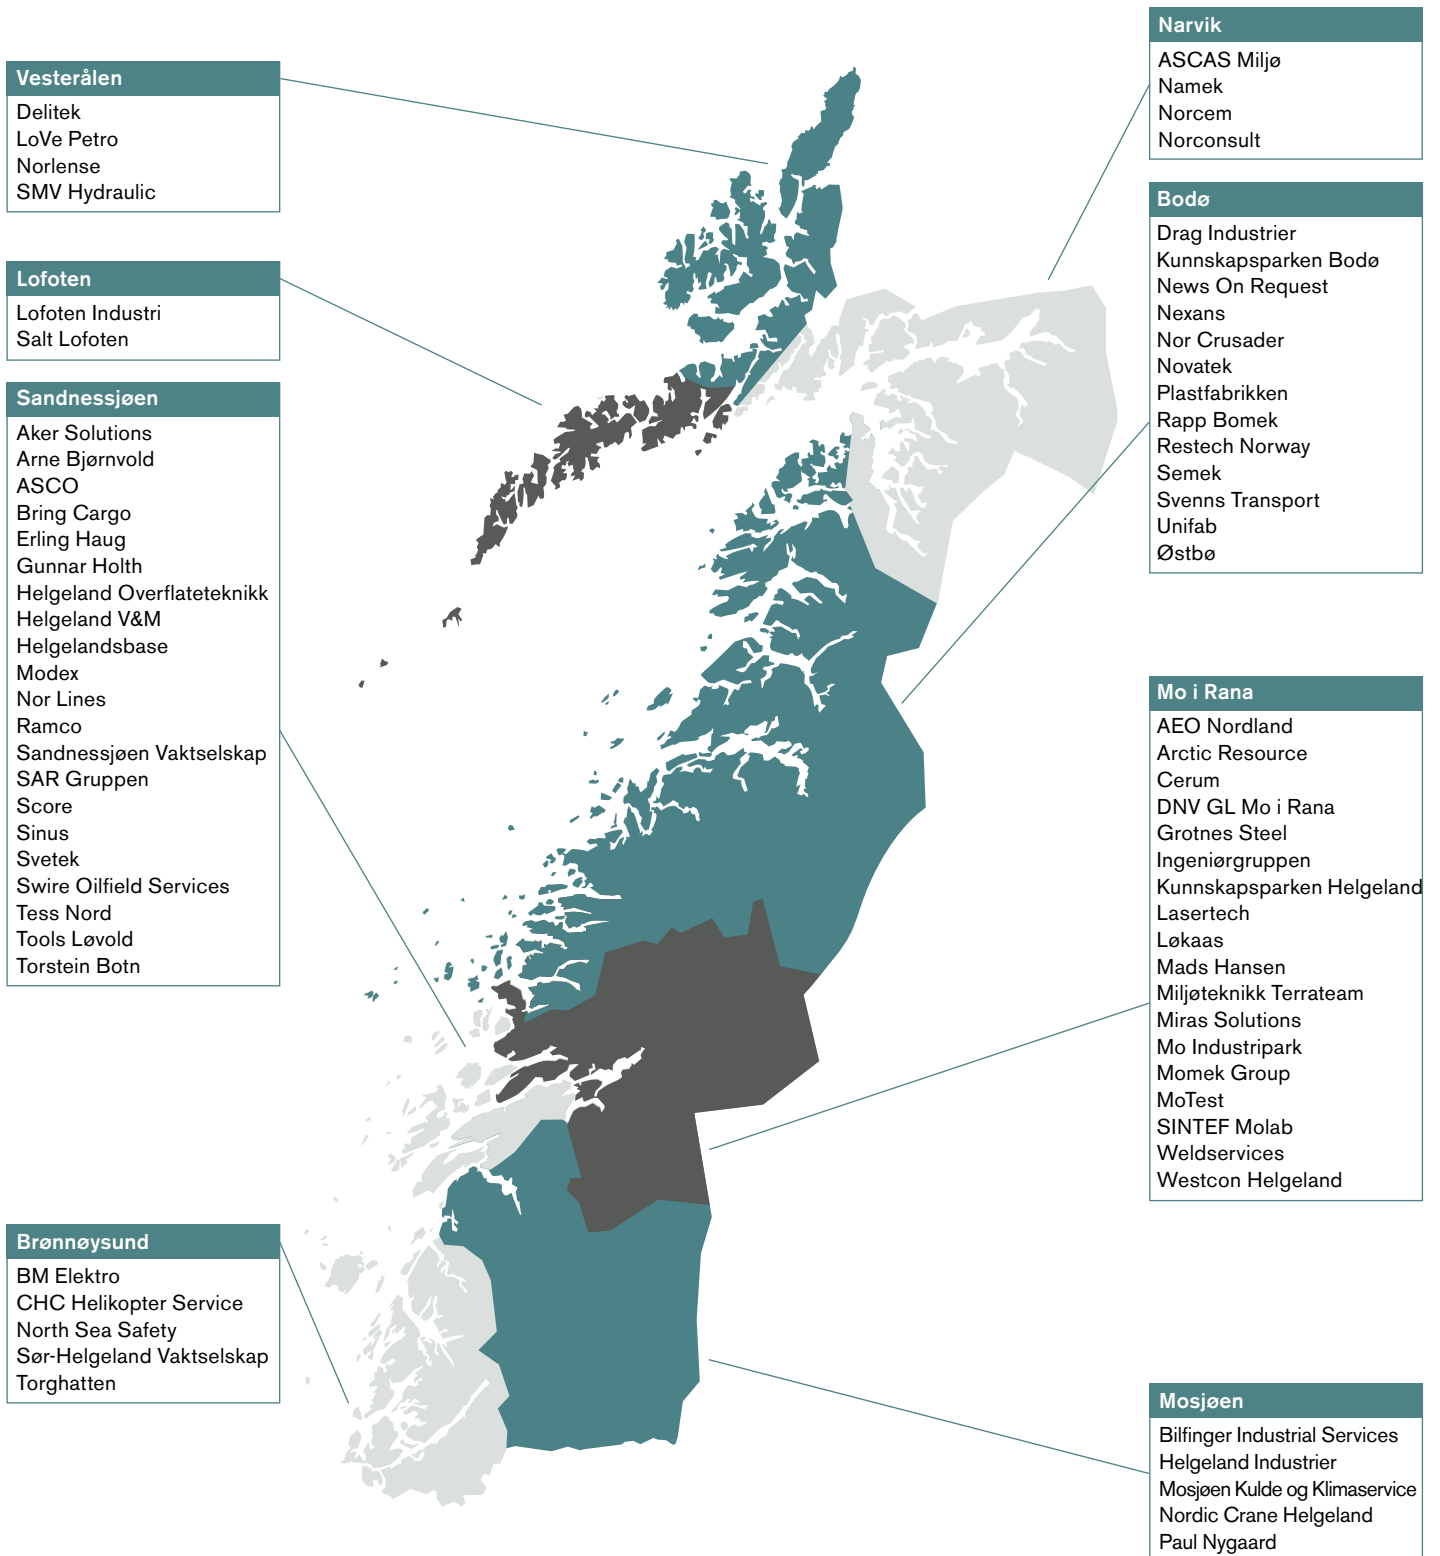 Vesterålen
Delitek
LoVe Petro
Norlense
SMV Hydraulic
Lofoten
Lofoten Industri
Salt Lofoten
Sandnessjøen
Aker Solutions
Arne Bjørnvold
ASCO
Bring Cargo
Erling Haug
Gunnar Holth
Helgeland Overflateteknikk
Helgeland V&M
Helgelandsbase
Modex
Nor Lines
Ramco
Sandnessjøen Vaktselskap
SAR Gruppen
Score
Sinus
Svetek
Swire Oilfield Services
Tess Nord
Tools Løvold
Torstein Botn
Brønnøysund
BM Elektro
CHC Helikopter Service
North Sea Safety
Sør-Helgeland Vaktselskap
Torghatten
Narvik
ASCAS Miljø
Namek
Norcem
Norconsult
Bodø
Drag Industrier
Kunnskapsparken Bodø
News On Request
Nexans
Nor Crusader
Novatek
Plastfabrikken
Rapp Bomek
Restech Norway
Semek
Svenns Transport
Unifab
Østbø
Mo i Rana
AEO Nordland
Arctic Resource
Cerum
DNV GL Mo i Rana
Grotnes Steel
Ingeniørgruppen
Kunnskapsparken Helgeland
Lasertech
Løkaas
Mads Hansen
Miljøteknikk Terrateam
Miras Solutions
Mo Industripark
Momek Group
MoTest
SINTEF Molab
Weldservices
Westcon Helgeland
Mosjøen
Bilfinger Industrial Services
Helgeland Industrier
Mosjøen Kulde og Klimaservice
Nordic Crane Helgeland
Paul Nygaard